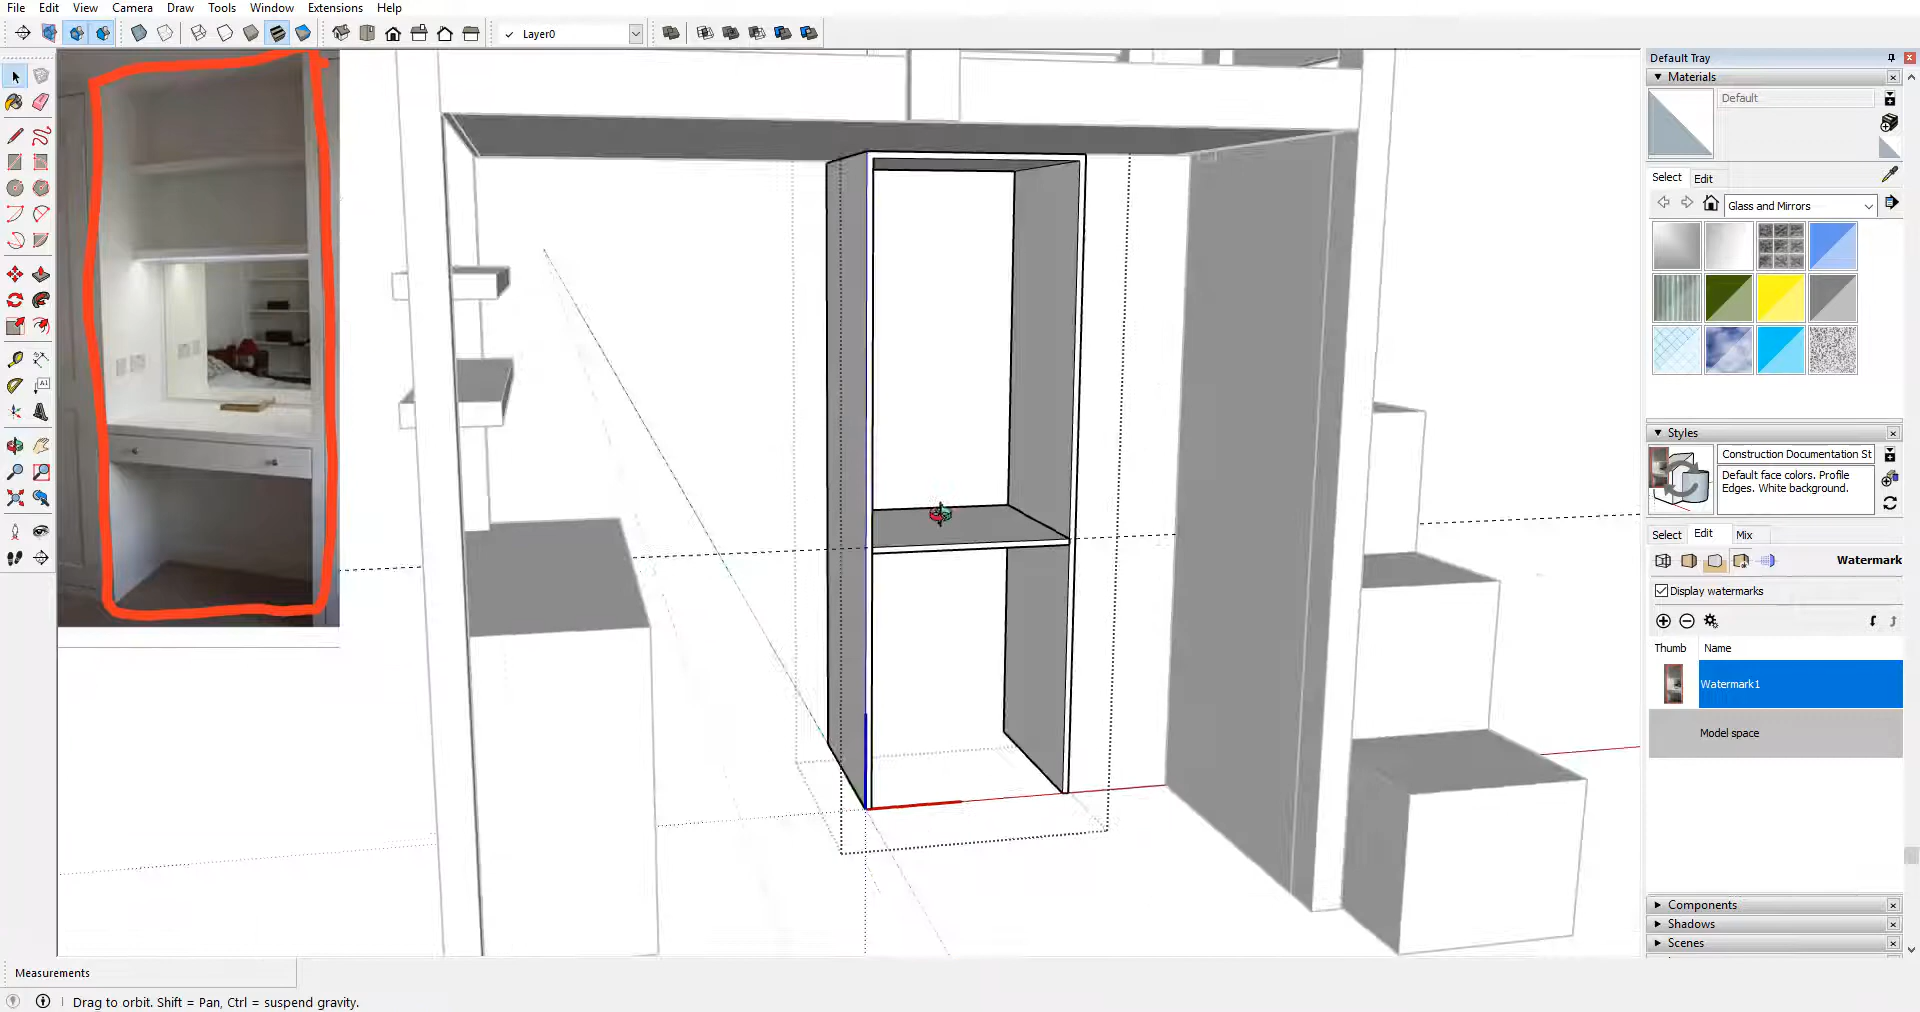 File Edit View Camera Draw Tools Window Extensions Help
Layer0
Default Tray
Materials
Default
Select Edit
Glass and Mirrors
Styles
Construction Documentation St
Default face colors. Profile
Edges. White background.
Select Edit Mix
Watermark
Display watermarks
Thumb Name
Watermark1
Model space
Components
Shadows
Scenes
Measurements
Drag to orbit. Shift = Pan, Ctrl = suspend gravity.